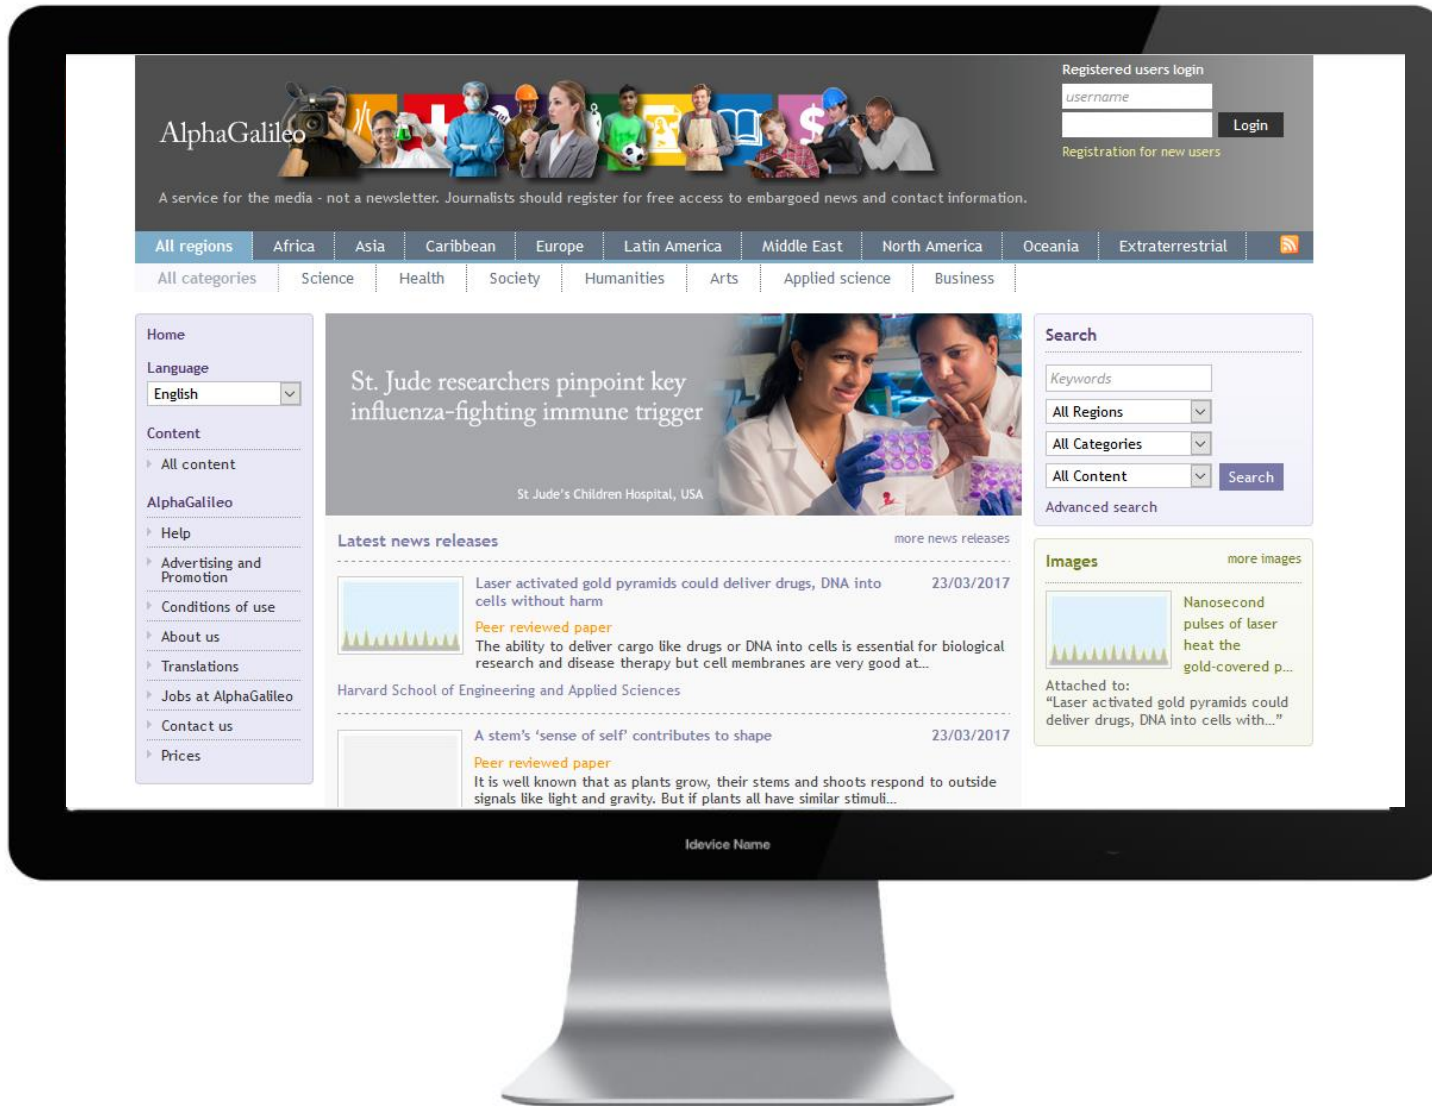 Registered users login
username
Login
Registration for new users
AlphaGalileo
A service for the media - not a newsletter. Journalists should register for free access to embargoed news and contact information.
All regions Africa Asia Caribbean Europe Latin America Middle East North America Oceania Extraterrestrial
All categories Science Health Society Humanities Arts Applied science Business
Home
Language
English
Content
All content
AlphaGalileo
Help
Advertising and
Promotion
Conditions of use
About us
Translations
Jobs at AlphaGalileo
Contact us
Prices
St. Jude researchers pinpoint key
influenza-fighting immune trigger
St Jude's Children Hospital, USA
Latest news releases more news releases
Laser activated gold pyramids could deliver drugs, DNA into 23/03/2017
cells without harm
Peer reviewed paper
The ability to deliver cargo like drugs or DNA into cells is essential for biological
research and disease therapy but cell membranes are very good at...
Harvard School of Engineering and Applied Sciences
A stem's ‘sense of self’ contributes to shape 23/03/2017
Peer reviewed paper
It is well known that as plants grow, their stems and shoots respond to outside
signals like light and gravity. But if plants all have similar stimuli...
Search
Keywords
All Regions
All Categories
All Content Search
Advanced search
Images more images
Nanosecond
pulses of laser
heat the
gold-covered p...
Attached to:
“Laser activated gold pyramids could
deliver drugs, DNA into cells with...”
Idevice Name